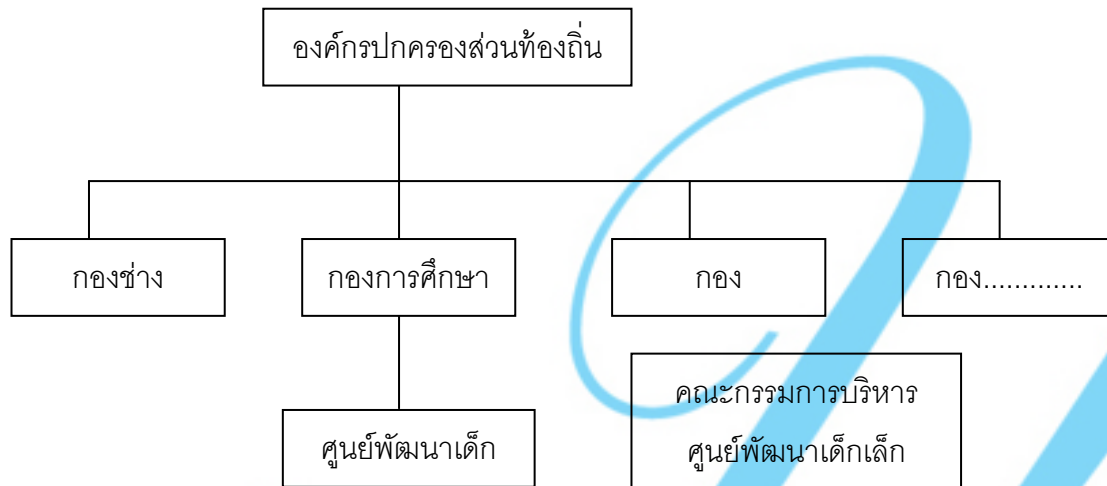 องค์กรปกครองส่วนท้องถิ่น
กองช่าง
กองการศึกษา
กอง
กอง.............
คณะกรรมการบริหาร
ศูนย์พัฒนาเด็กเล็ก
ศูนย์พัฒนาเด็ก